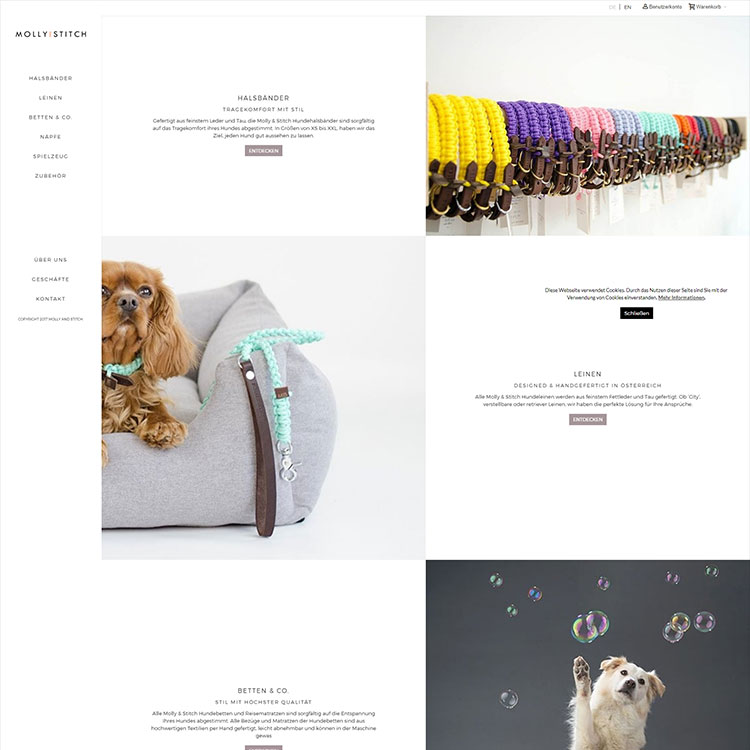 DE | EN Benutzerkonto Warenkorb
MOLLY STITCH
HALSBÄNDER
LEINEN
BETTEN & CO.
NÄPFE
SPIELZEUG
ZUBEHÖR
ÜBER UNS
GESCHÄFTE
KONTAKT
COPYRIGHT 2017 MOLLY AND STITCH
HALSBÄNDER
TRAGEKOMFORT MIT STIL
Gefertigt aus feinstem Leder und Tau, die Molly & Stitch Hundehalsbänder sind sorgfältig
auf das Tragekomfort ihres Hundes abgestimmt. In Größen von XS bis XXL, haben wir das
Ziel, jeden Hund gut aussehen zu lassen.
ENTDECKEN
Diese Webseite verwendet Cookies. Durch das Nutzen dieser Seite sind Sie mit der
Verwendung von Cookies einverstanden. Mehr Informationen.
Schließen
LEINEN
DESIGNED & HANDGEFERTIGT IN ÖSTERREICH
Alle Molly & Stitch Hundeleinen werden aus feinstem Fettleder und Tau gefertigt. Ob 'City',
verstellbare oder retriever Leinen, wir haben die perfekte Lösung für Ihre Ansprüche.
ENTDECKEN
BETTEN & CO.
STIL MIT HÖCHSTER QUALITÄT
Alle Molly & Stitch Hundebetten und Reisematratzen sind sorgfältig auf die Entspannung
Ihres Hundes abgestimmt. Alle Bezüge und Matratzen der Hundebetten sind aus
hochwertigen Textilien per Hand gefertigt, leicht abnehmbar und können in der Maschine
gewas